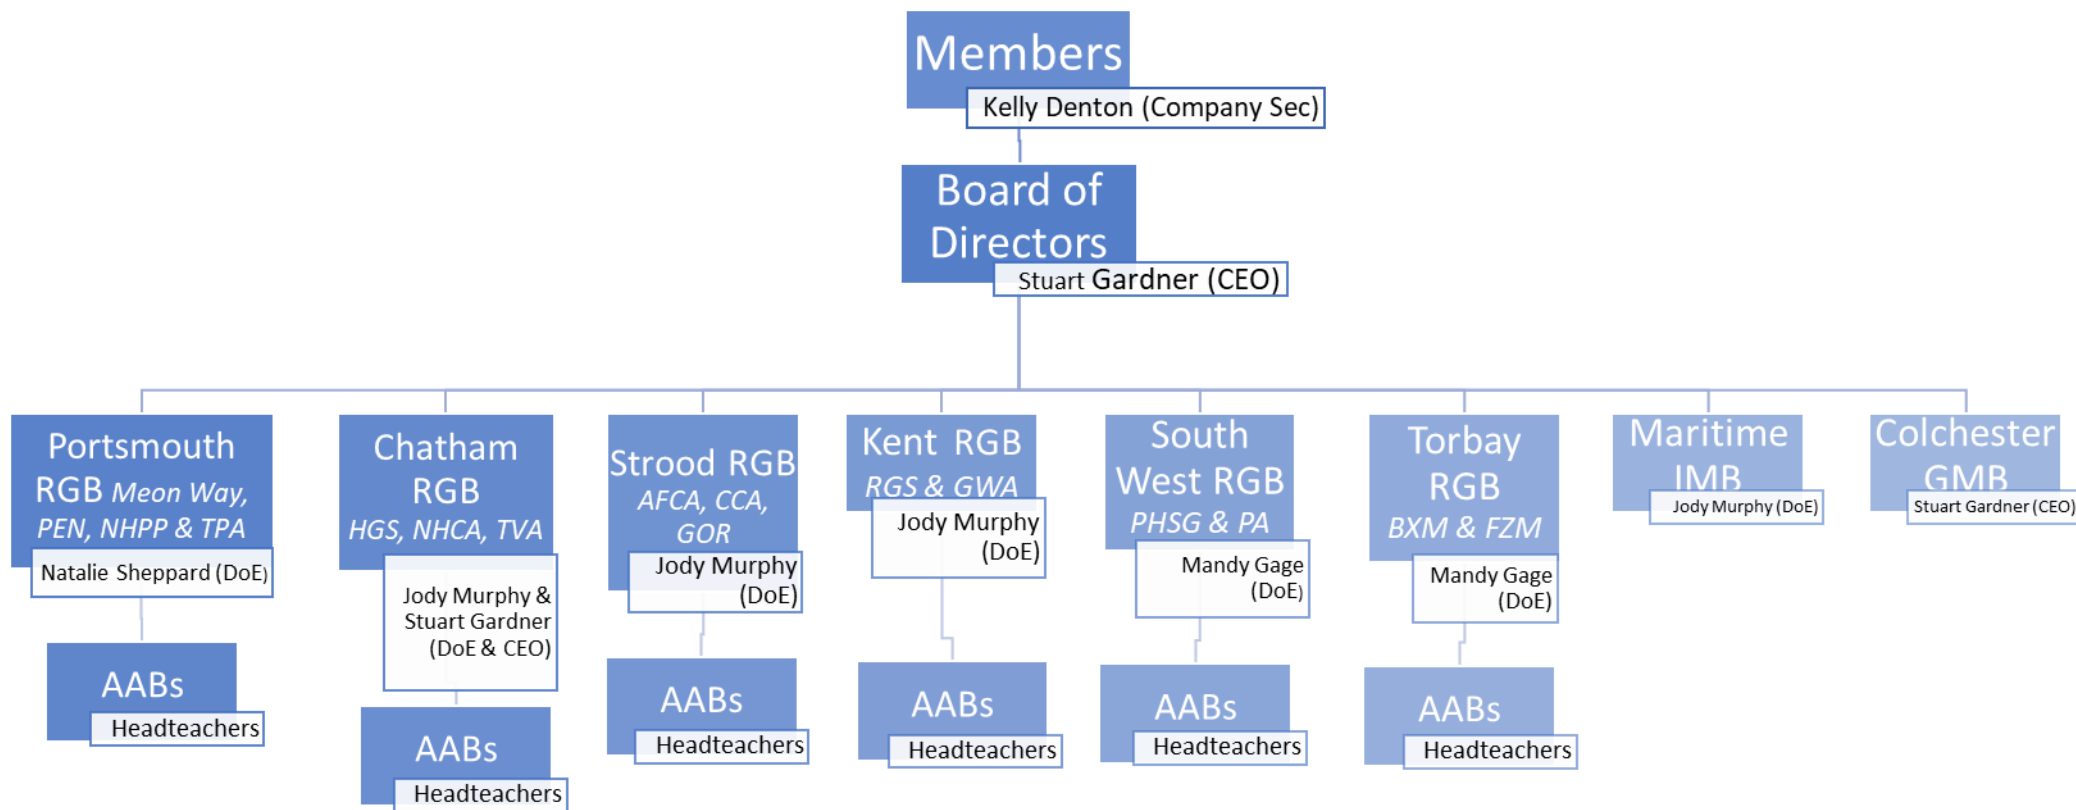 Members
Kelly Denton (Company Sec)
Board of
Directors
Stuart Gardner (CEO)
Portsmouth
RGB Meon Way,
PEN, NHPP & TPA
Natalie Sheppard (DoE)
AABs
Headteachers
Chatham
RGB
HGS, NHCA, TVA
Jody Murphy &
Stuart Gardner
(DoE & CEO)
AABs
Headteachers
Strood RGB
AFCA, CCA,
GOR
Jody Murphy
(DoE)
AABs
Headteachers
Kent RGB
RGS & GWA
Jody Murphy
(DoE)
AABs
Headteachers
South
West RGB
PHSG & PA
Mandy Gage
(DoE)
AABs
Headteachers
Torbay
RGB
BXM & FZM
Mandy Gage
(DoE)
AABs
Headteachers
Maritime
IMB
Jody Murphy (DoE)
Colchester
GMB
Stuart Gardner (CEO)